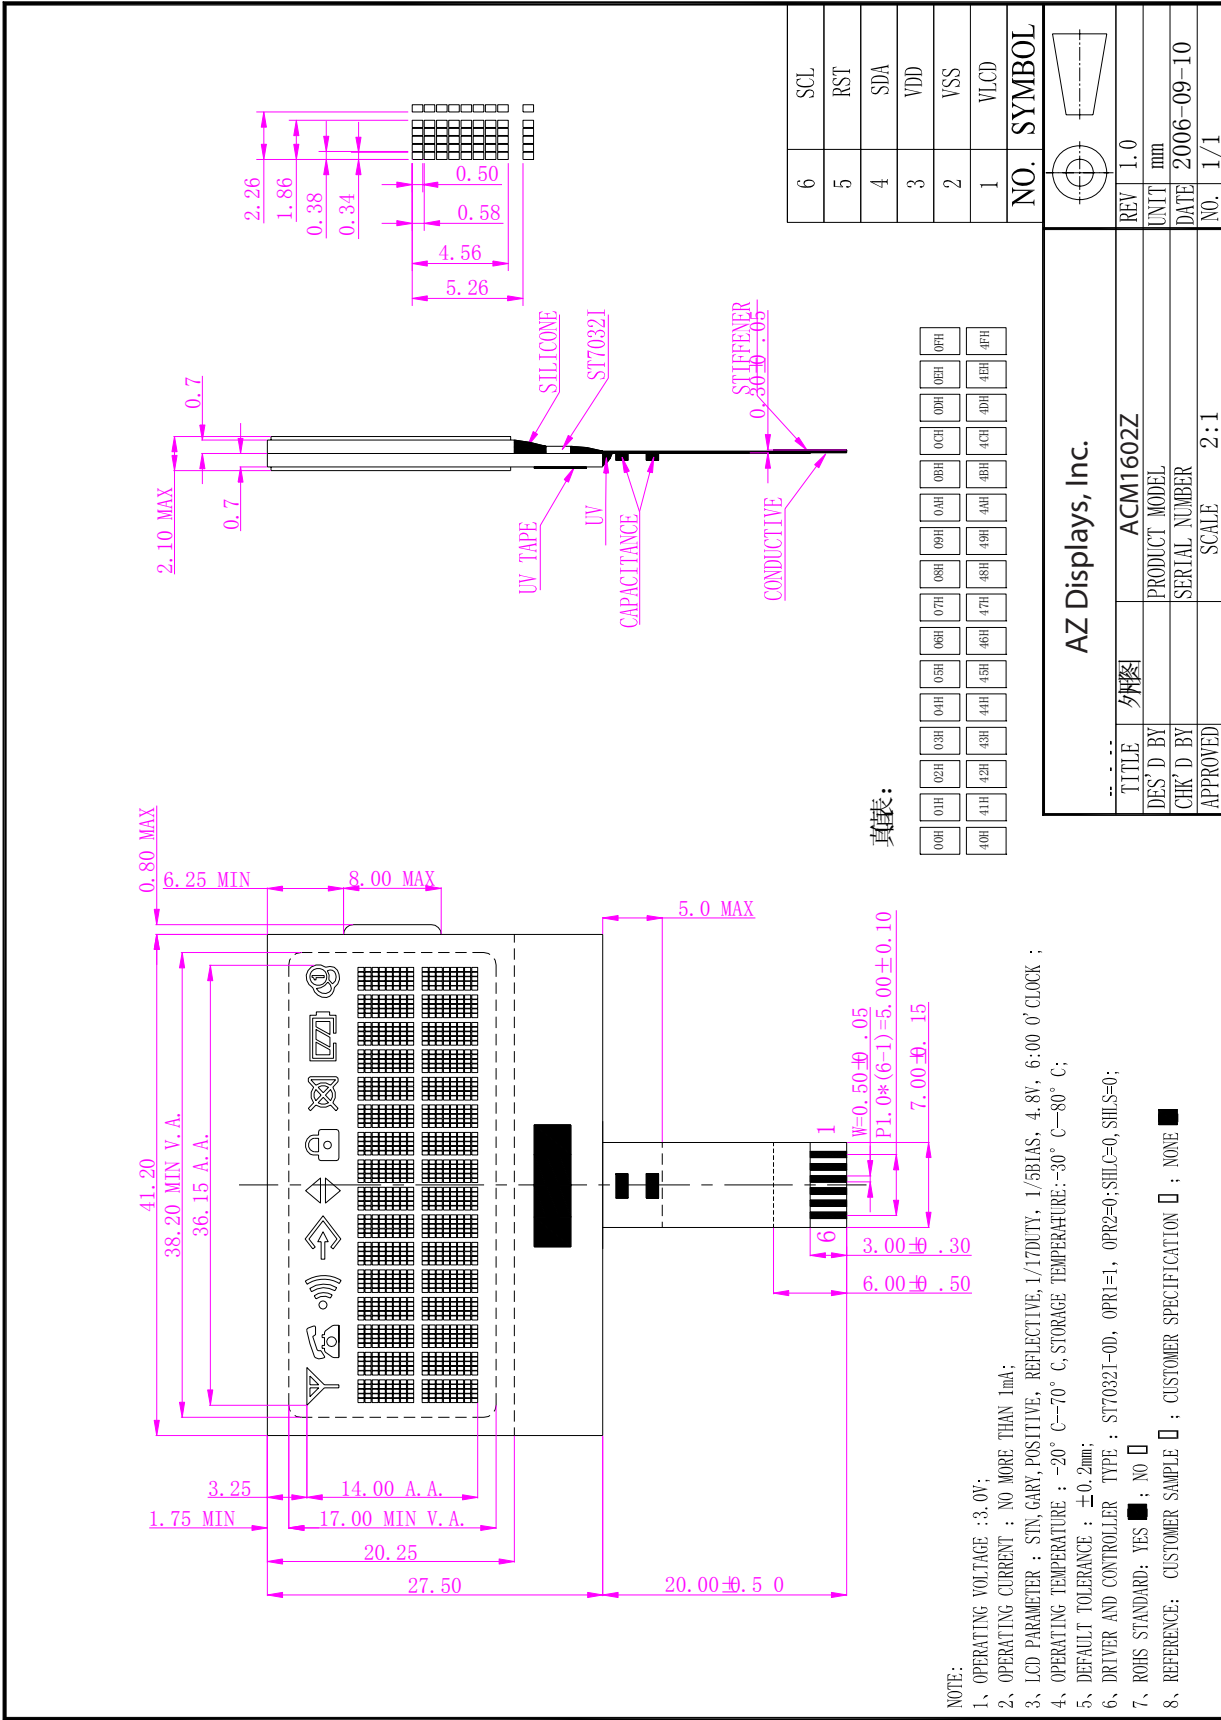 41.20
38.20 MIN V.A.
36.15 A.A.
0.80 MAX
6.25 MIN
8.00 MAX
5.0 MAX
3.25
14.00 A.A.
1.75 MIN
17.00 MIN V.A.
20.25
27.50
20.00±0.5 0
W=0.50±0 .05
P1.0*(6-1)=5.00±0.10
7.00±0. 15
1
6
3.00±0 .30
6.00±0 .50
2.10 MAX
0.7
0.7
SILICONE
ST7032I
UV TAPE
UV
CAPACITANCE
CONDUCTIVE
STIFFENER
0.30±0 .05
2.26
1.86
0.38
0.34
0.50
0.58
4.56
5.26
00H 01H 02H 03H 04H 05H 06H 07H 08H 09H 0AH 0BH 0CH 0DH 0EH 0FH
40H 41H 42H 43H 44H 45H 46H 47H 48H 49H 4AH 4BH 4CH 4DH 4EH 4FH
6 SCL
5 RST
4 SDA
3 VDD
2 VSS
1 VLCD
NO. SYMBOL
NOTE:
1、OPERATING VOLTAGE :3.0V;
2、OPERATING CURRENT : NO MORE THAN 1mA;
3、LCD PARAMETER : STN,GARY,POSITIVE, REFLECTIVE,1/17DUTY, 1/5BIAS, 4.8V, 6:00 O'CLOCK ;
4、OPERATING TEMPERATURE : -20° C--70° C,STORAGE TEMPERATURE:-30° C—80° C;
5、DEFAULT TOLERANCE : ±0.2mm;
6、DRIVER AND CONTROLLER TYPE : ST7032I-0D, OPR1=1, OPR2=0;SHLC=0,SHLS=0;
7、ROHS STANDARD: YES ■ ; NO □
8、REFERENCE: CUSTOMER SAMPLE □ ; CUSTOMER SPECIFICATION □ ; NONE ■
AZ Displays, Inc.
TITLE 外形图 ACM1602Z REV 1.0
DES'D BY PRODUCT MODEL UNIT mm
CHK'D BY SERIAL NUMBER DATE 2006-09-10
APPROVED SCALE 2:1 NO. 1/1